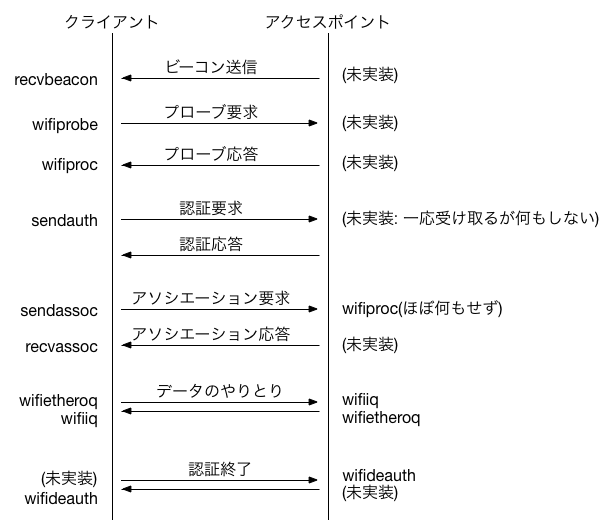 クライアント アクセスポイント
recvbeacon ビーコン送信 (未実装)
wifiprobe プローブ要求 (未実装)
wifiproc プローブ応答 (未実装)
sendauth 認証要求 (未実装: 一応受け取るが何もしない)
認証応答
sendassoc アソシエーション要求 wifiproc(ほぼ何もせず)
recvassoc アソシエーション応答 (未実装)
wifietheroq データのやりとり wifiiq
wifiiq wifietheroq
(未実装) 認証終了 wifideauth
wifideauth (未実装)